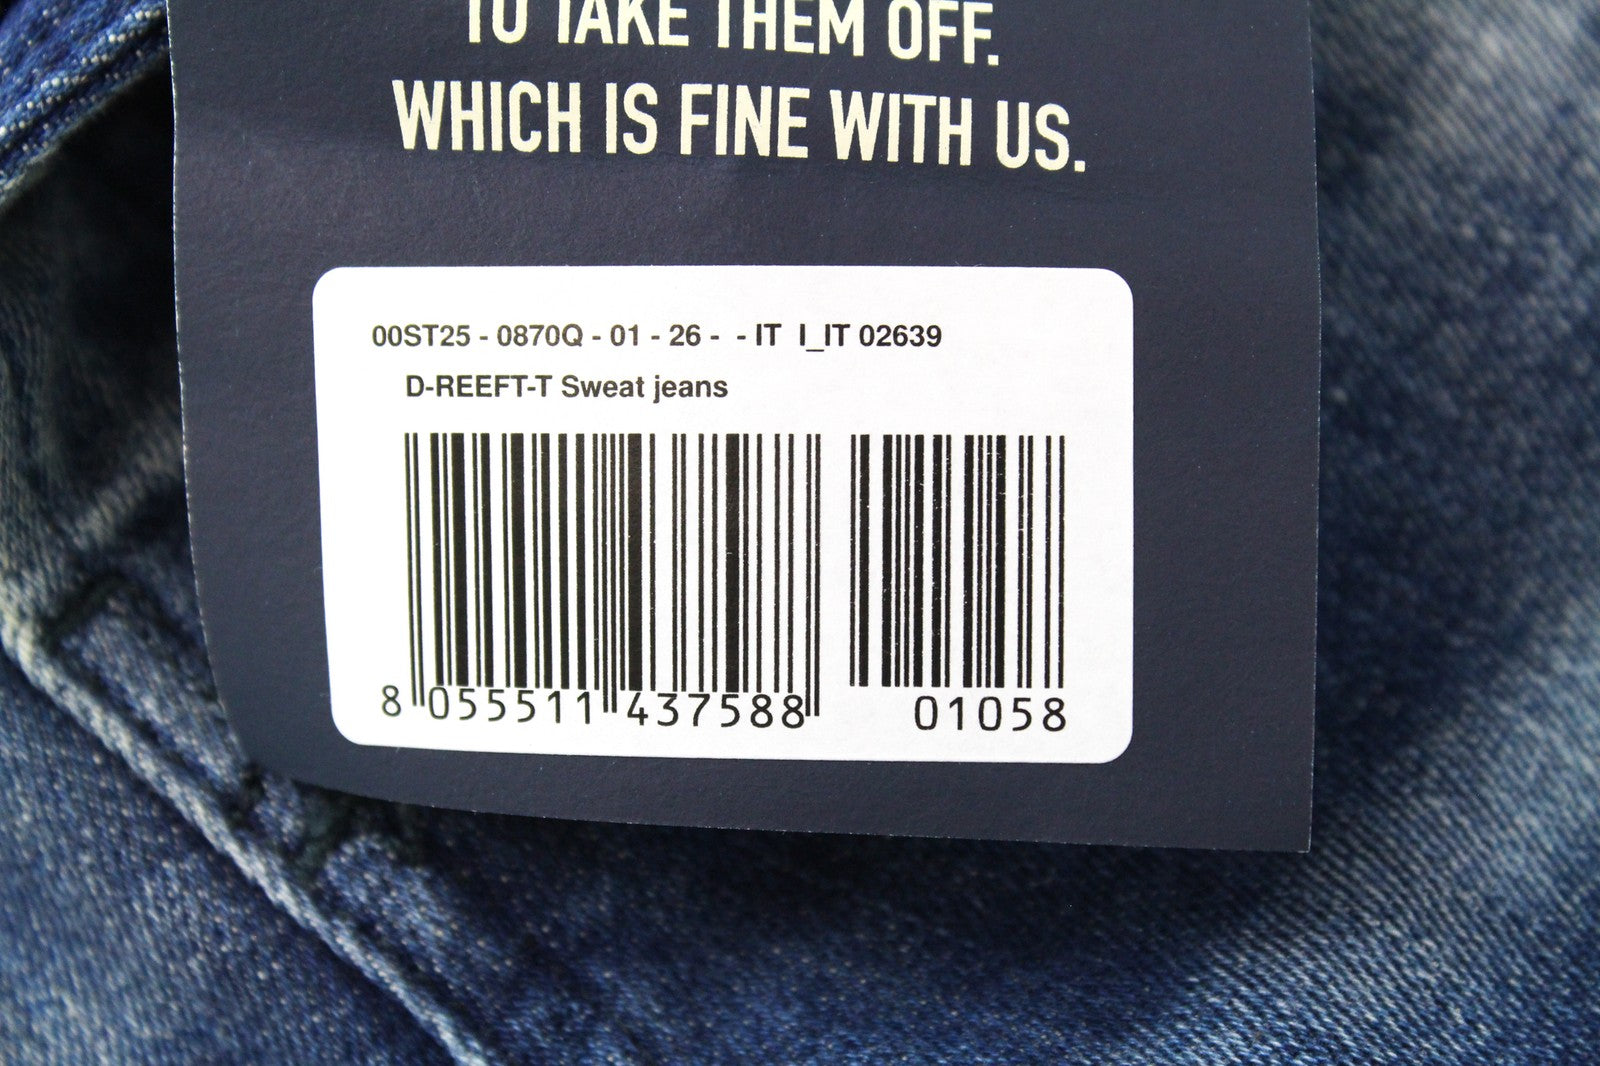 TO TAKE THEM OFF.
WHICH IS FINE WITH US.
00ST25 - 0870Q - 01 - 26 -  - IT  I_IT 02639
D-REEFT-T Sweat jeans
8 055511 437588 01058